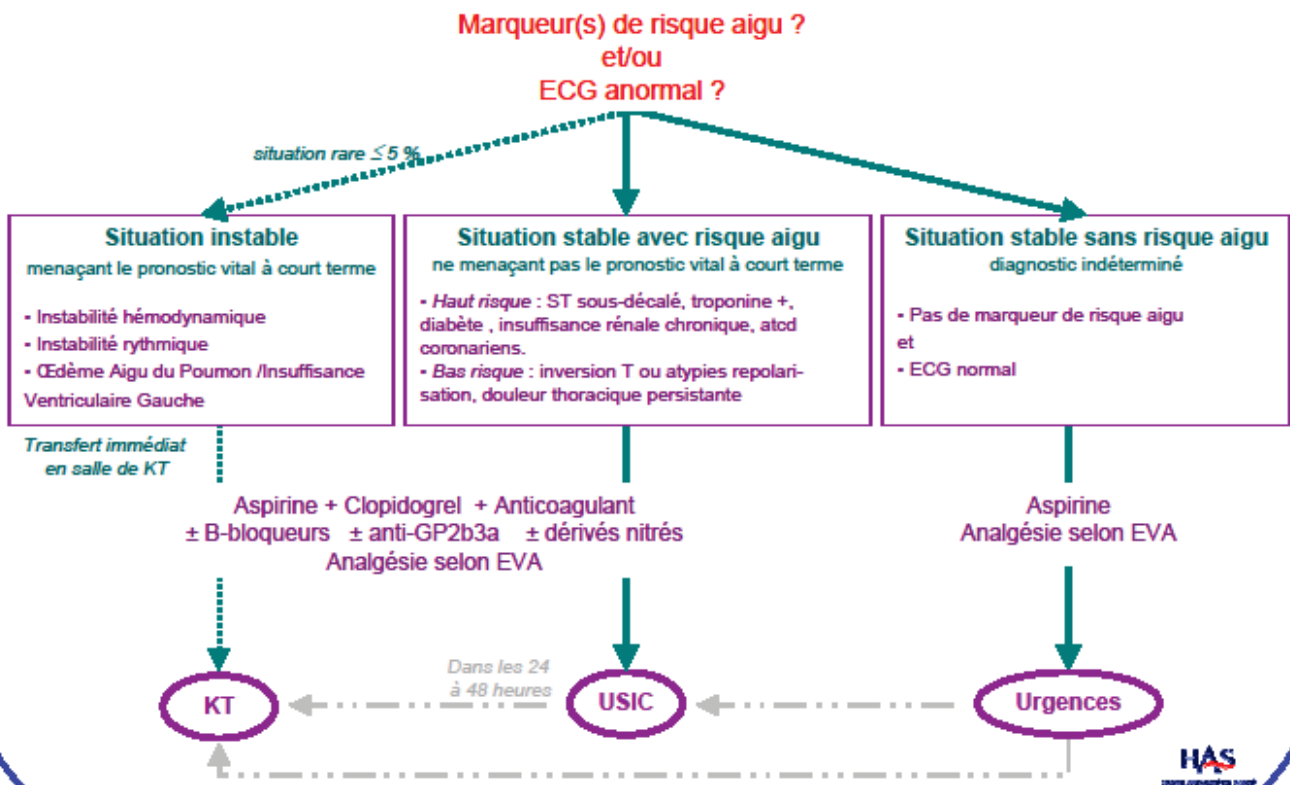 Marqueur(s) de risque aigu ?
et/ou
ECG anormal ?
situation rare ≤ 5 %
Situation instable
menaçant le pronostic vital à court terme
- Instabilité hémodynamique
- Instabilité rythmique
- Œdème Aigu du Poumon /Insuffisance
Ventriculaire Gauche
Situation stable avec risque aigu
ne menaçant pas le pronostic vital à court terme
- Haut risque : ST sous-décalé, troponine +,
diabète , insuffisance rénale chronique, atcd
coronariens.
- Bas risque : inversion T ou atypies repolari-
sation, douleur thoracique persistante
Situation stable sans risque aigu
diagnostic indéterminé
- Pas de marqueur de risque aigu
et
- ECG normal
Transfert immédiat
en salle de KT
Aspirine + Clopidogrel + Anticoagulant
± B-bloqueurs ± anti-GP2b3a ± dérivés nitrés
Analgésie selon EVA
Aspirine
Analgésie selon EVA
Dans les 24
à 48 heures
KT
USIC
Urgences
HAS